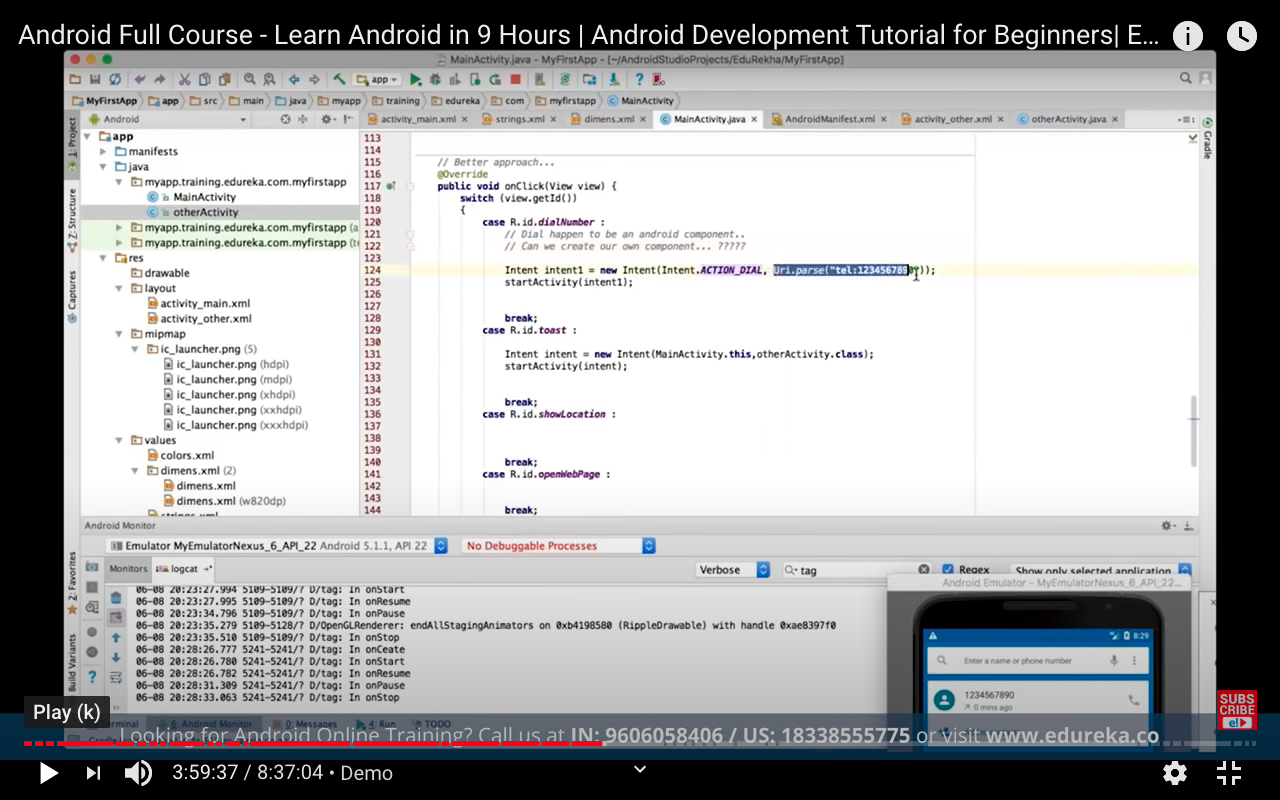 Android Full Course - Learn Android in 9 Hours | Android Development Tutorial for Beginners| E...
MainActivity.java - MyFirstApp - [~/AndroidStudioProjects/EduRekha/MyFirstApp]
app
MyFirstApp app src main java myapp training edureka com myfirstapp MainActivity
Android
activity_main.xml strings.xml dimens.xml MainActivity.java AndroidManifest.xml activity_other.xml otherActivity.java
1: Project
Z: Structure
Captures
2: Favorites
Build Variants
Gradle
app
manifests
java
myapp.training.edureka.com.myfirstapp
MainActivity
otherActivity
myapp.training.edureka.com.myfirstapp (a
myapp.training.edureka.com.myfirstapp (te
res
drawable
layout
activity_main.xml
activity_other.xml
mipmap
ic_launcher.png (5)
ic_launcher.png (hdpi)
ic_launcher.png (mdpi)
ic_launcher.png (xhdpi)
ic_launcher.png (xxhdpi)
ic_launcher.png (xxxhdpi)
values
colors.xml
dimens.xml (2)
dimens.xml
dimens.xml (w820dp)
strings.xml
113
114
115 // Better approach...
116 @Override
117 public void onClick(View view) {
118 switch (view.getId())
119 {
120 case R.id.dialNumber :
121 // Dial happen to be an android component..
122 // Can we create our own component... ?????
123
124 Intent intent1 = new Intent(Intent.ACTION_DIAL, Uri.parse("tel:1234567890"));
125 startActivity(intent1);
126
127
128 break;
129 case R.id.toast :
130
131 Intent intent = new Intent(MainActivity.this,otherActivity.class);
132 startActivity(intent);
133
134
135 break;
136 case R.id.showLocation :
137
138
139
140 break;
141 case R.id.openWebPage :
142
143
144 break;
Android Monitor
Emulator MyEmulatorNexus_6_API_22 Android 5.1.1, API 22 No Debuggable Processes
Monitors logcat Verbose tag Regex Show only selected application
06-08 20:23:27.994 5109-5109/? D/tag: In onStart
06-08 20:23:27.995 5109-5109/? D/tag: In onResume
06-08 20:23:34.796 5109-5109/? D/tag: In onPause
06-08 20:23:35.279 5109-5128/? D/OpenGLRenderer: endAllStagingAnimators on 0xb4198580 (RippleDrawable) with handle 0xae8397f0
06-08 20:23:35.510 5109-5109/? D/tag: In onStop
06-08 20:28:26.777 5241-5241/? D/tag: In onCeate
06-08 20:28:26.780 5241-5241/? D/tag: In onStart
06-08 20:28:26.782 5241-5241/? D/tag: In onResume
06-08 20:28:31.309 5241-5241/? D/tag: In onPause
06-08 20:28:33.063 5241-5241/? D/tag: In onStop
Android Emulator - MyEmulatorNexus_6_API_22...
8:29
Enter a name or phone number
1234567890
0 mins ago
SUBS
CRIBE
e!
Play (k)
Terminal 6: Android Monitor 0: Messages 4: Run TODO
Looking for Android Online Training? Call us at IN: 9606058406 / US: 18338555775 or visit www.edureka.co
3:59:37 / 8:37:04 • Demo